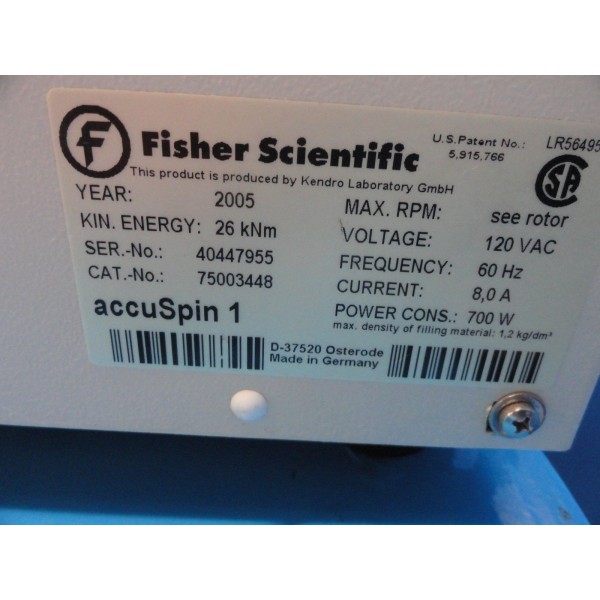 F Fisher Scientific
U.S.Patent No.: LR56495
5,915,766
This product is produced by Kendro Laboratory GmbH
SA
YEAR: 2005
KIN. ENERGY: 26 kNm
SER.-No.: 40447955
CAT.-No.: 75003448
accuSpin 1
MAX. RPM: see rotor
VOLTAGE: 120 VAC
FREQUENCY: 60 Hz
CURRENT: 8,0 A
POWER CONS.: 700 W
max. density of filling material: 1,2 kg/dm³
D-37520 Osterode
Made in Germany